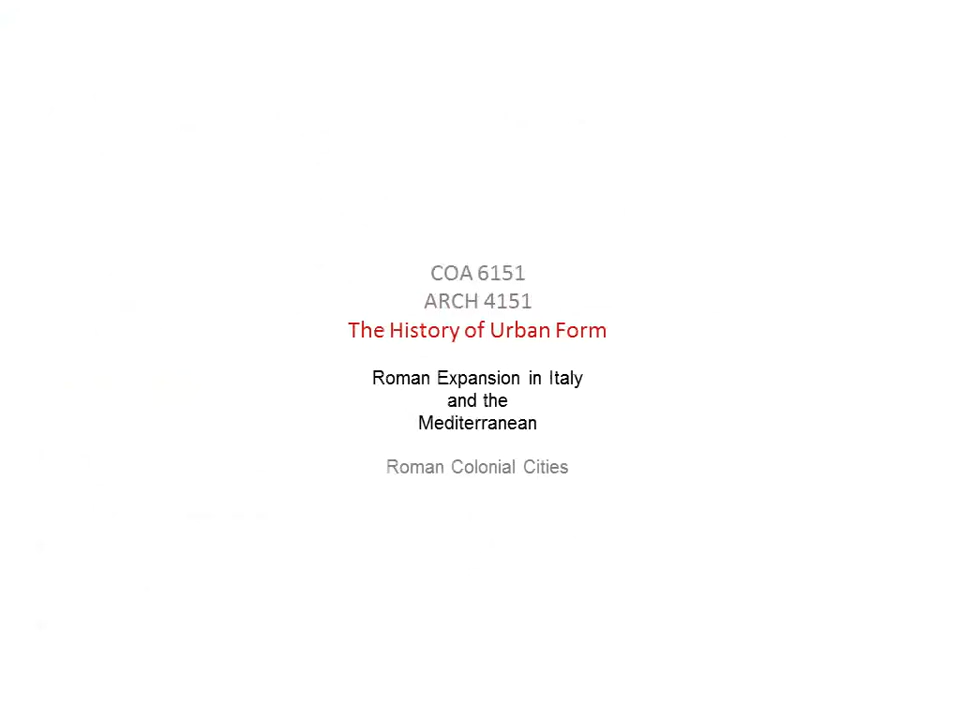 COA 6151
ARCH 4151
The History of Urban Form
Roman Expansion in Italy
and the
Mediterranean
Roman Colonial Cities